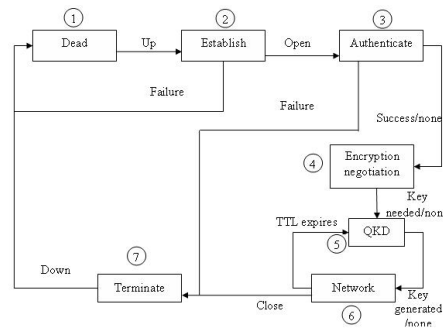 1
2
3
Dead
Up
Establish
Open
Authenticate
Failure
Failure
Success/none
4
Encryption
negotiation
Key
needed/non
TTL expires
5
QKD
7
Down
Terminate
Close
Network
6
Key
generated
/none